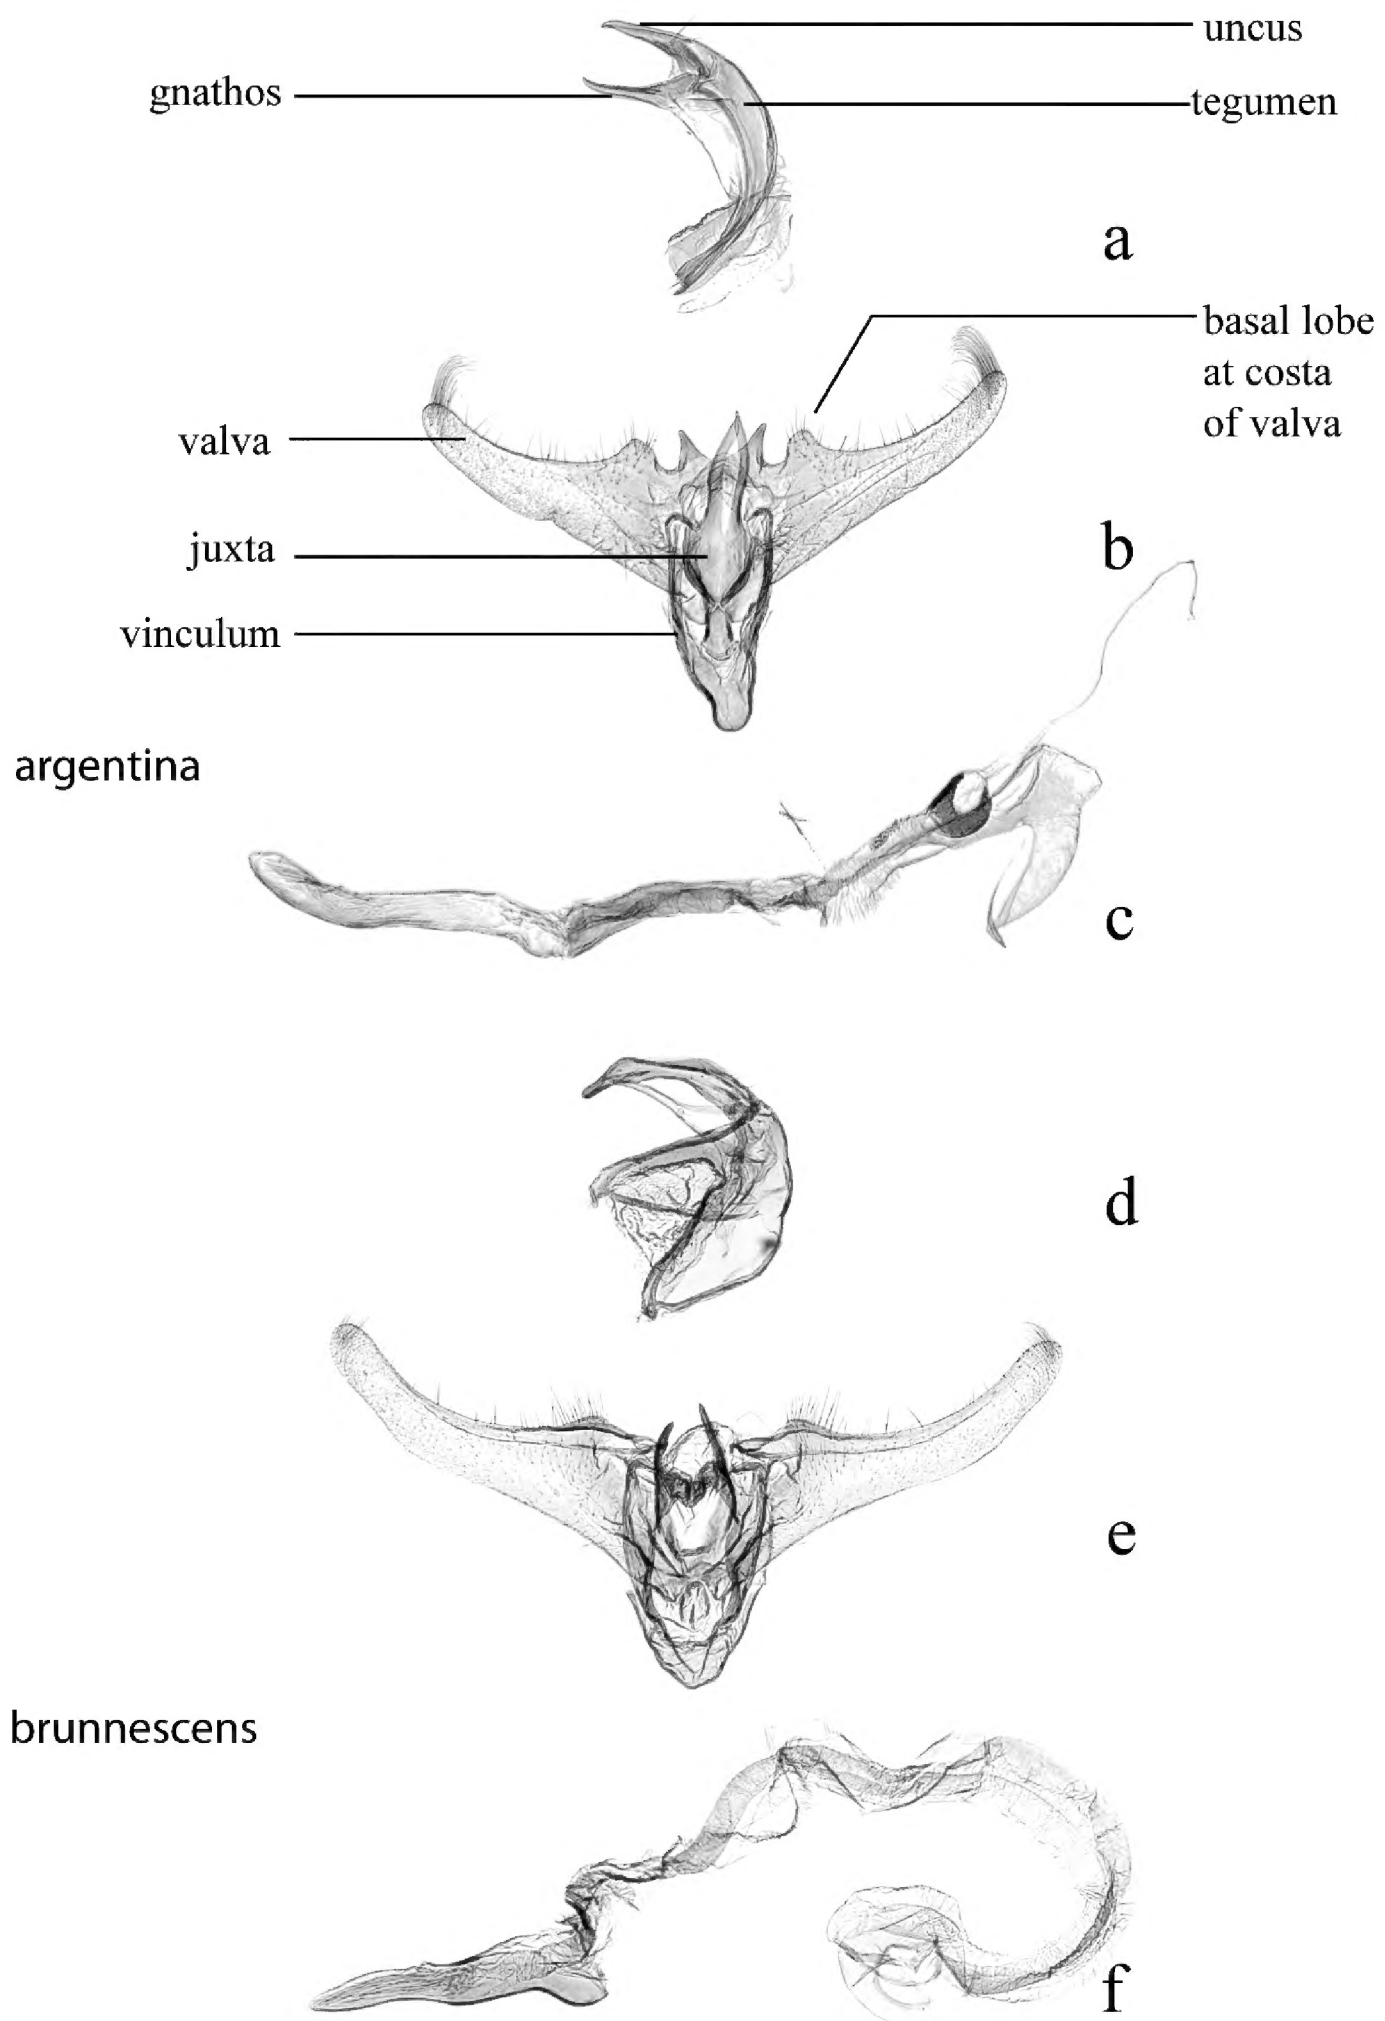 uncus
gnathos
tegumen
a
basal lobe
at costa
of valva
valva
b
juxta
vinculum
argentina
c
d
e
brunnescens
f